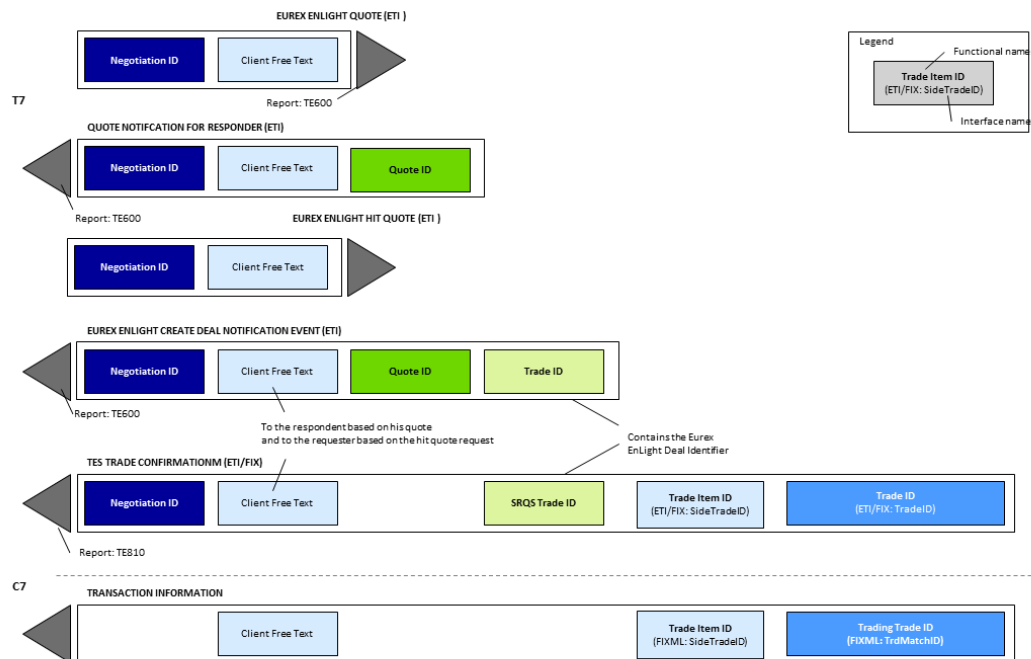 EUREX ENLIGHT QUOTE (ETI)
Negotiation ID
Client Free Text
Report: TE600
Legend
Functional name
Trade Item ID
(ETI/FIX: SideTradeID)
Interface name
T7
QUOTE NOTIFCATION FOR RESPONDER (ETI)
Negotiation ID
Client Free Text
Quote ID
Report: TE600
EUREX ENLIGHT HIT QUOTE (ETI )
Negotiation ID
Client Free Text
EUREX ENLIGHT CREATE DEAL NOTIFICATION EVENT (ETI)
Negotiation ID
Client Free Text
Quote ID
Trade ID
Report: TE600
To the respondent based on his quote
and to the requester based on the hit quote request
Contains the Eurex
EnLight Deal Identifier
TES TRADE CONFIRMATIONM (ETI/FIX)
Negotiation ID
Client Free Text
SRQS Trade ID
Trade Item ID
(ETI/FIX: SideTradeID)
Trade ID
(ETI/FIX: TradeID)
Report: TE810
C7
TRANSACTION INFORMATION
Client Free Text
Trade Item ID
(FIXML: SideTradeID)
Trading Trade ID
(FIXML: TrdMatchID)